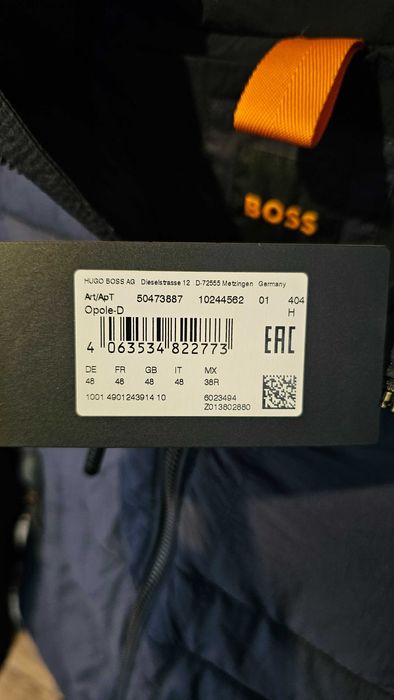 BOSS
HUGO BOSS AG Dieselstrasse 12 D-72555 Metzingen Germany
Art/ApT 50473887 10244562 01 404
Opole-D H
4 063534 822773
EAC
DE FR GB IT MX
48 48 48 48 38R
1001 4901243914 10 6023494
Z013802880